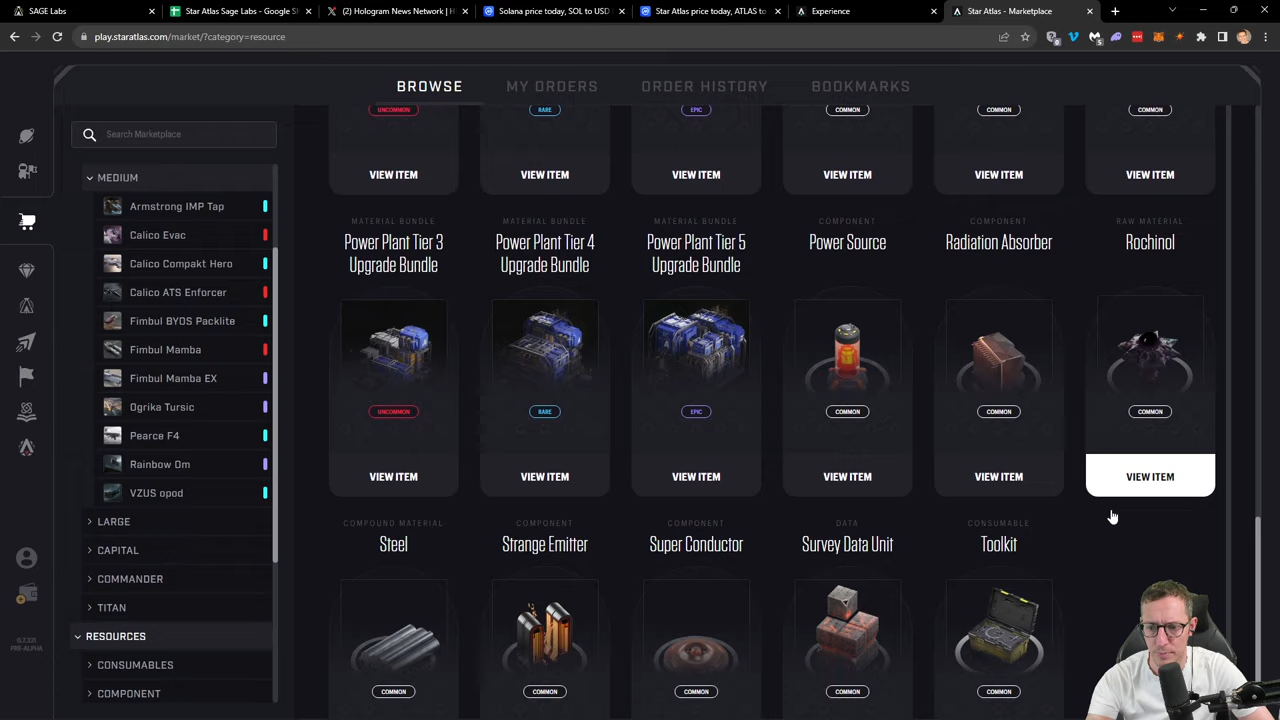 SAGE Labs
Star Atlas Sage Labs - Google Sh
(2) Hologram News Network | H
Solana price today, SOL to USD
Star Atlas price today, ATLAS to
Experience
Star Atlas - Marketplace
play.staratlas.com/market/?category=resource
BROWSE
MY ORDERS
ORDER HISTORY
BOOKMARKS
Search Marketplace
MEDIUM
Armstrong IMP Tap
Calico Evac
Calico Compakt Hero
Calico ATS Enforcer
Fimbul BYOS Packlite
Fimbul Mamba
Fimbul Mamba EX
Ogrika Tursic
Pearce F4
Rainbow Om
VZUS opod
LARGE
CAPITAL
COMMANDER
TITAN
RESOURCES
CONSUMABLES
COMPONENT
PRE-ALPHA
UNCOMMON
RARE
EPIC
COMMON
COMMON
COMMON
VIEW ITEM
VIEW ITEM
VIEW ITEM
VIEW ITEM
VIEW ITEM
VIEW ITEM
MATERIAL BUNDLE
MATERIAL BUNDLE
MATERIAL BUNDLE
COMPONENT
COMPONENT
RAW MATERIAL
Power Plant Tier 3
Upgrade Bundle
Power Plant Tier 4
Upgrade Bundle
Power Plant Tier 5
Upgrade Bundle
Power Source
Radiation Absorber
Rochinol
UNCOMMON
RARE
EPIC
COMMON
COMMON
COMMON
VIEW ITEM
VIEW ITEM
VIEW ITEM
VIEW ITEM
VIEW ITEM
VIEW ITEM
COMPOUND MATERIAL
COMPONENT
COMPONENT
DATA
CONSUMABLE
Steel
Strange Emitter
Super Conductor
Survey Data Unit
Toolkit
COMMON
COMMON
COMMON
COMMON
COMMON